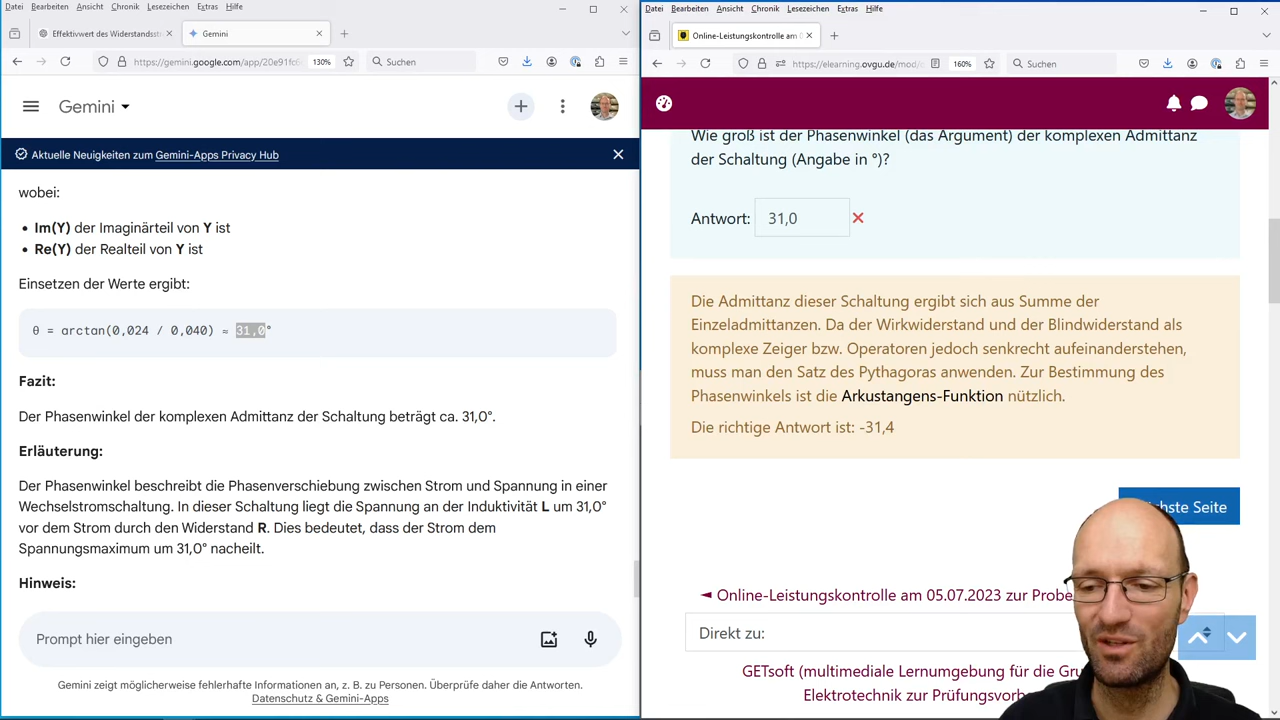 Datei Bearbeiten Ansicht Chronik Lesezeichen Extras Hilfe
Effektivwert des Widerstandsst
Gemini
https://gemini.google.com/app/20e91fc6
130%
Suchen
Gemini
Aktuelle Neuigkeiten zum Gemini-Apps Privacy Hub
wobei:
• Im(Y) der Imaginärteil von Y ist
• Re(Y) der Realteil von Y ist
Einsetzen der Werte ergibt:
θ = arctan(0,024 / 0,040) ≈ 31,0°
Fazit:
Der Phasenwinkel der komplexen Admittanz der Schaltung beträgt ca. 31,0°.
Erläuterung:
Der Phasenwinkel beschreibt die Phasenverschiebung zwischen Strom und Spannung in einer
Wechselstromschaltung. In dieser Schaltung liegt die Spannung an der Induktivität L um 31,0°
vor dem Strom durch den Widerstand R. Dies bedeutet, dass der Strom dem
Spannungsmaximum um 31,0° nacheilt.
Hinweis:
Prompt hier eingeben
Gemini zeigt möglicherweise fehlerhafte Informationen an, z. B. zu Personen. Überprüfe daher die Antworten.
Datenschutz & Gemini-Apps
Datei Bearbeiten Ansicht Chronik Lesezeichen Extras Hilfe
Online-Leistungskontrolle am 0
https://elearning.ovgu.de/mod/
160%
Suchen
Wie groß ist der Phasenwinkel (das Argument) der komplexen Admittanz
der Schaltung (Angabe in °)?
Antwort: 31,0
Die Admittanz dieser Schaltung ergibt sich aus Summe der
Einzeladmittanzen. Da der Wirkwiderstand und der Blindwiderstand als
komplexe Zeiger bzw. Operatoren jedoch senkrecht aufeinanderstehen,
muss man den Satz des Pythagoras anwenden. Zur Bestimmung des
Phasenwinkels ist die Arkustangens-Funktion nützlich.
Die richtige Antwort ist: -31,4
Seite
◄ Online-Leistungskontrolle am 05.07.2023 zur Probe
Direkt zu:
GETsoft (multimediale Lernumgebung für die Gru
Elektrotechnik zur Prüfungsvorb